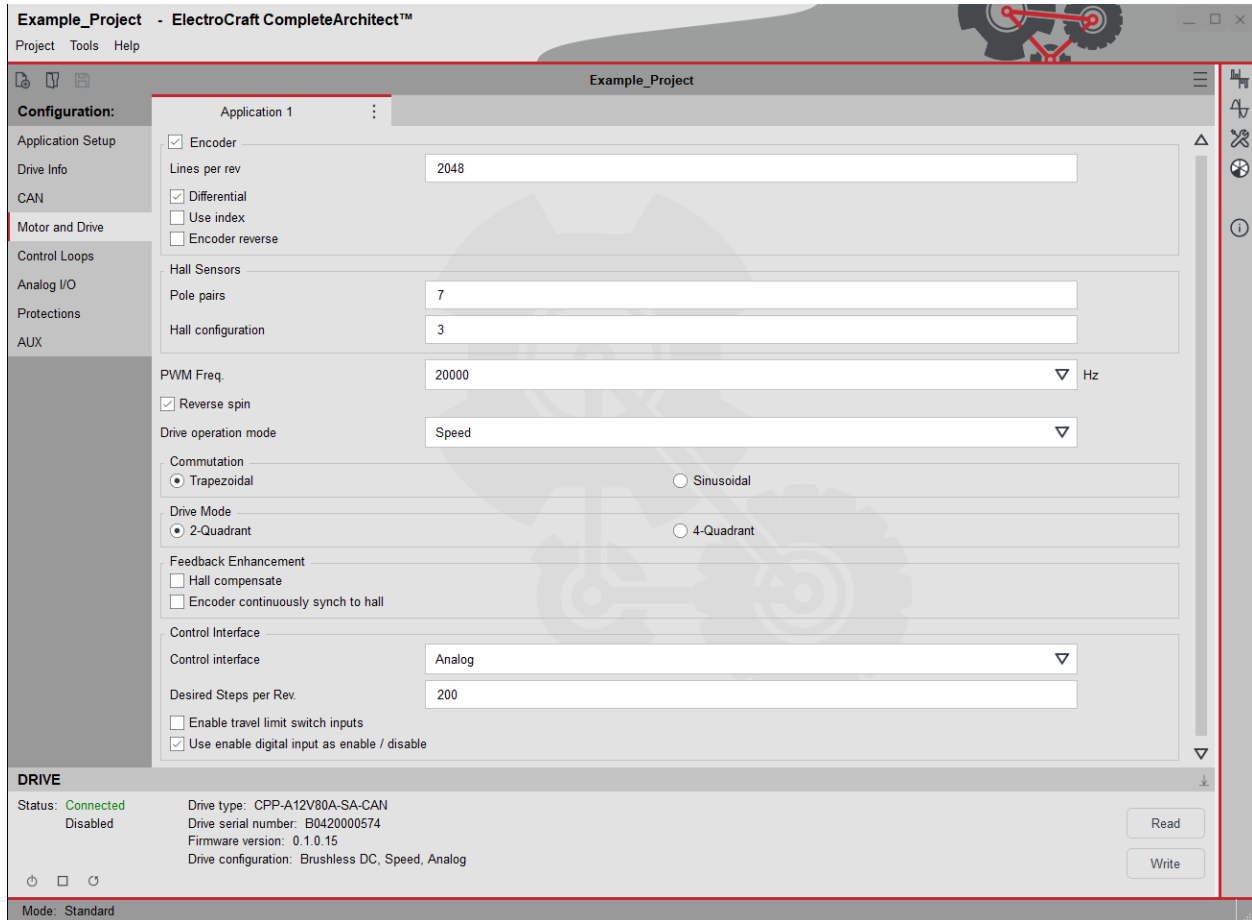 Example_Project - ElectroCraft CompleteArchitect™
Project Tools Help
Example_Project
Configuration:
Application Setup
Drive Info
CAN
Motor and Drive
Control Loops
Analog I/O
Protections
AUX
Application 1
Encoder
Lines per rev 2048
Differential
Use index
Encoder reverse
Hall Sensors
Pole pairs 7
Hall configuration 3
PWM Freq. 20000 Hz
Reverse spin
Drive operation mode Speed
Commutation
Trapezoidal Sinusoidal
Drive Mode
2-Quadrant 4-Quadrant
Feedback Enhancement
Hall compensate
Encoder continuously synch to hall
Control Interface
Control interface Analog
Desired Steps per Rev. 200
Enable travel limit switch inputs
Use enable digital input as enable / disable
DRIVE
Status: Connected
Disabled
Drive type: CPP-A12V80A-SA-CAN
Drive serial number: B0420000574
Firmware version: 0.1.0.15
Drive configuration: Brushless DC, Speed, Analog
Read
Write
Mode: Standard